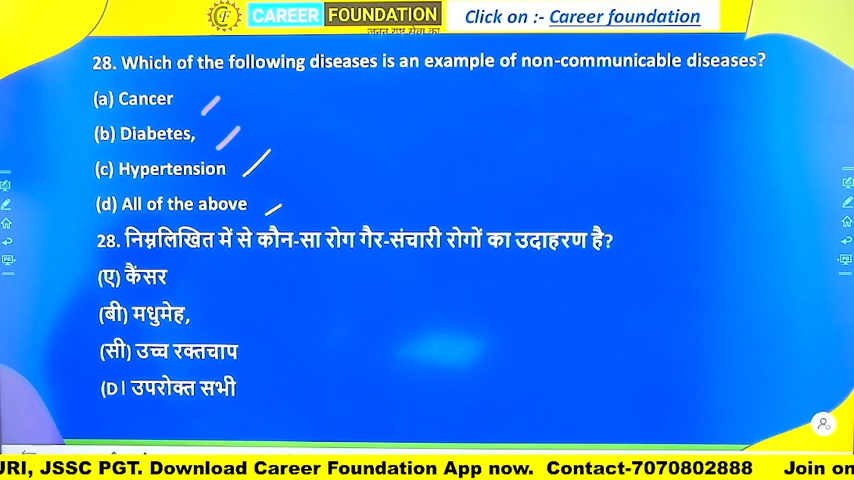 CAREER FOUNDATION
Click on :- Career foundation
28. Which of the following diseases is an example of non-communicable diseases?
(a) Cancer
(b) Diabetes,
(c) Hypertension
(d) All of the above
28. निम्नलिखित में से कौन-सा रोग गैर-संचारी रोगों का उदाहरण है?
(ए) कैंसर
(बी) मधुमेह,
(सी) उच्च रक्तचाप
(D। उपरोक्त सभी
JSSC PGT. Download Career Foundation App now. Contact-7070802888 Join on